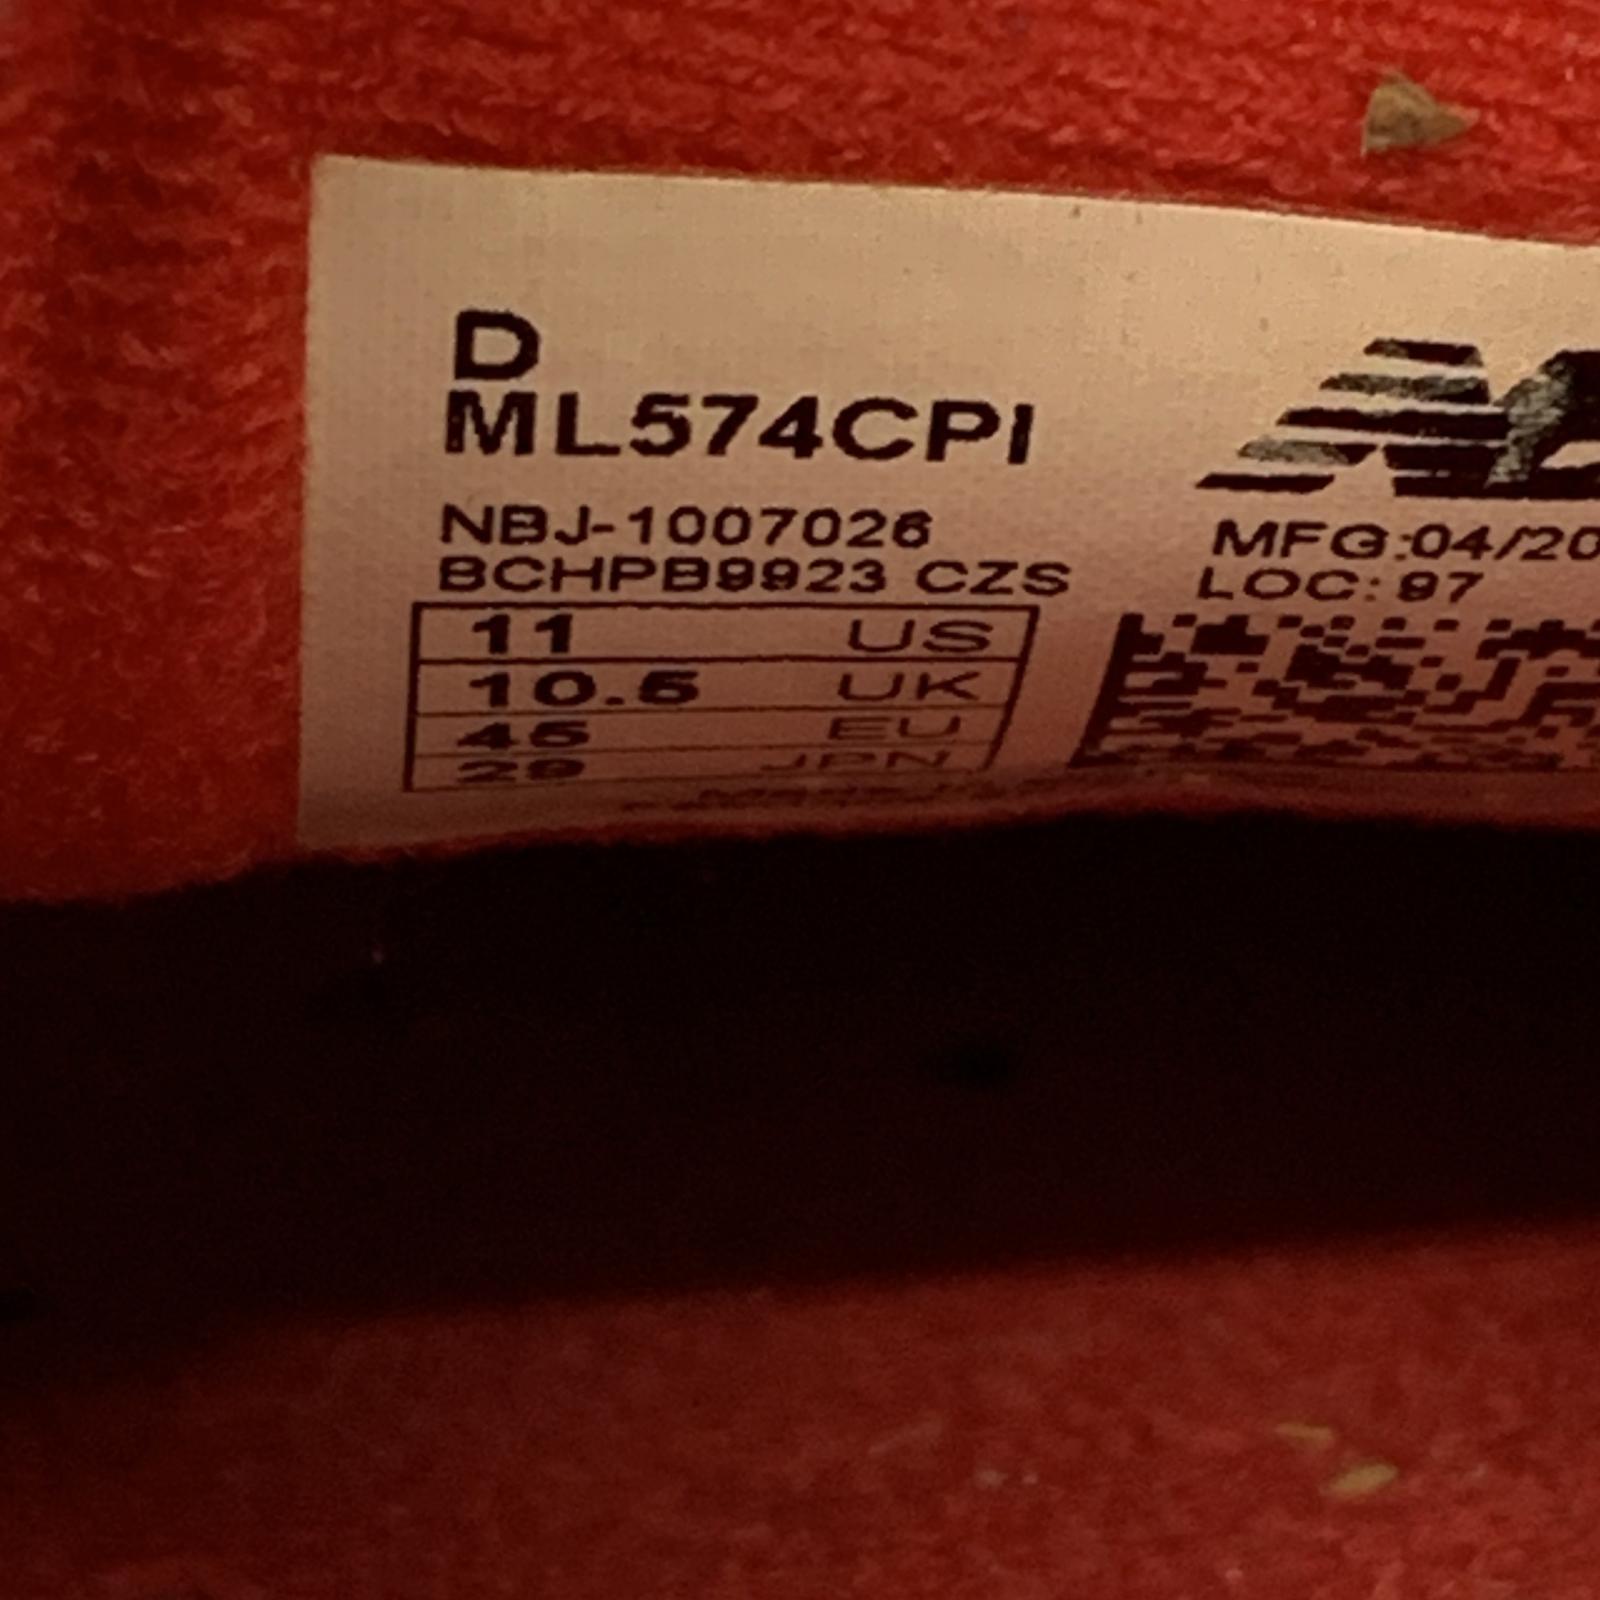 D
ML574CPI
NBJ-1007026
BCHPB9923 CZS
11 US
10.5 UK
45 EU
29 JPN
MFG:04/20
LOC: 97